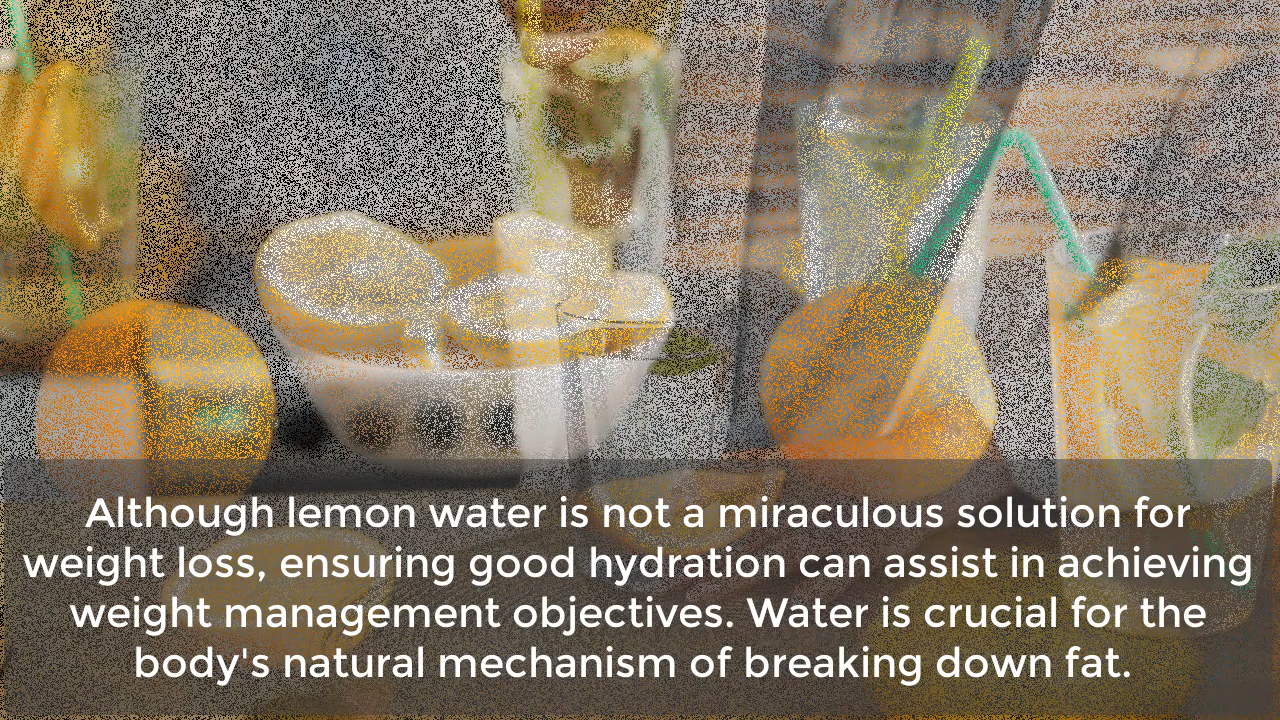 Although lemon water is not a miraculous solution for
weight loss, ensuring good hydration can assist in achieving
weight management objectives. Water is crucial for the
body's natural mechanism of breaking down fat.